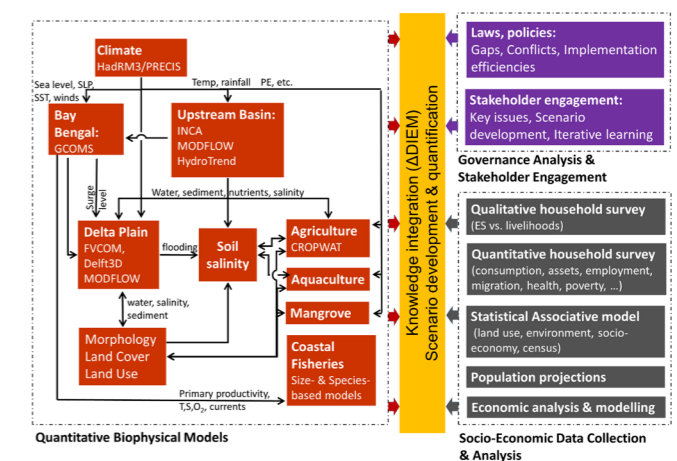 Climate
HadRM3/PRECIS
Sea level, SLP,
SST, winds
Temp, rainfall PE, etc.
Bay
Bengal:
GCOMS
Upstream Basin:
INCA
MODFLOW
HydroTrend
Surge
level
Water, sediment, nutrients, salinity
Delta Plain
FVCOM,
Delft3D
MODFLOW
flooding
Soil
salinity
Agriculture
CROPWAT
Aquaculture
Mangrove
water, salinity,
sediment
Morphology
Land Cover
Land Use
Coastal
Fisheries
Size- & Species-
based models
Primary productivity,
T,S,O₂, currents
Quantitative Biophysical Models
Knowledge integration (ΔDIEM)
Scenario development & quantification
Laws, policies:
Gaps, Conflicts, Implementation
efficiencies
Stakeholder engagement:
Key issues, Scenario
development, Iterative learning
Governance Analysis &
Stakeholder Engagement
Qualitative household survey
(ES vs. livelihoods)
Quantitative household survey
(consumption, assets, employment,
migration, health, poverty, ...)
Statistical Associative model
(land use, environment, socio-
economy, census)
Population projections
Economic analysis & modelling
Socio-Economic Data Collection
& Analysis